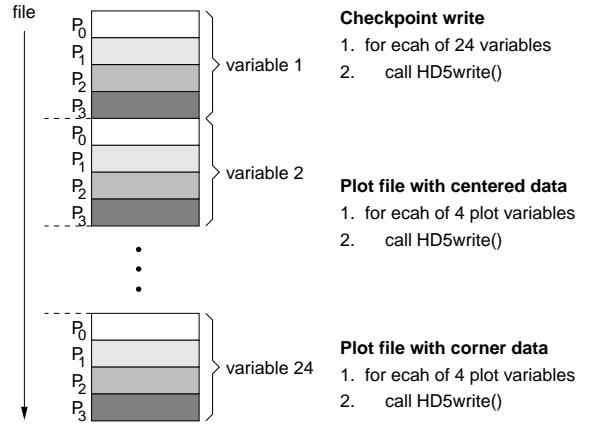 file
P0
P1
P2
P3
variable 1
P0
P1
P2
P3
variable 2
P0
P1
P2
P3
variable 24
Checkpoint write
1. for ecah of 24 variables
2. call HD5write()
Plot file with centered data
1. for ecah of 4 plot variables
2. call HD5write()
Plot file with corner data
1. for ecah of 4 plot variables
2. call HD5write()